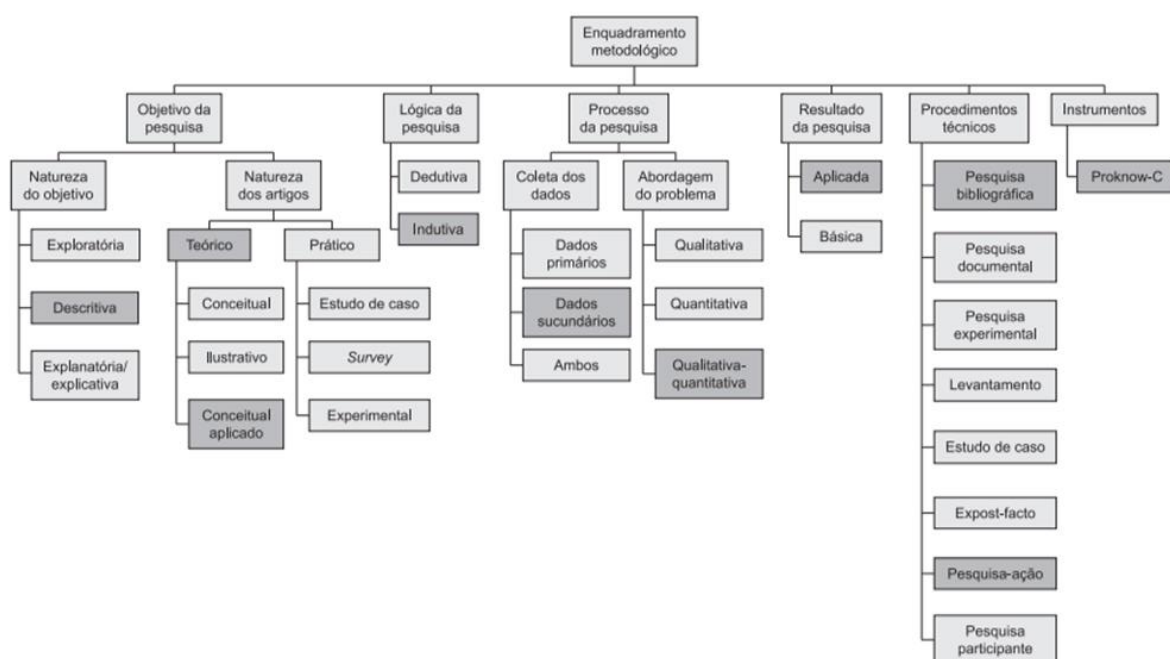 Enquadramento
metodológico
Objetivo da
pesquisa
Natureza
do objetivo
Exploratória
Descritiva
Explanatória/
explicativa
Natureza
dos artigos
Teórico
Conceitual
Ilustrativo
Conceitual
aplicado
Prático
Estudo de caso
Survey
Experimental
Lógica da
pesquisa
Dedutiva
Indutiva
Processo
da pesquisa
Coleta dos
dados
Dados
primários
Dados
sucundários
Ambos
Abordagem
do problema
Qualitativa
Quantitativa
Qualitativa-
quantitativa
Resultado
da pesquisa
Aplicada
Básica
Procedimentos
técnicos
Pesquisa
bibliográfica
Pesquisa
documental
Pesquisa
experimental
Levantamento
Estudo de caso
Expost-facto
Pesquisa-ação
Pesquisa
participante
Instrumentos
Proknow-C